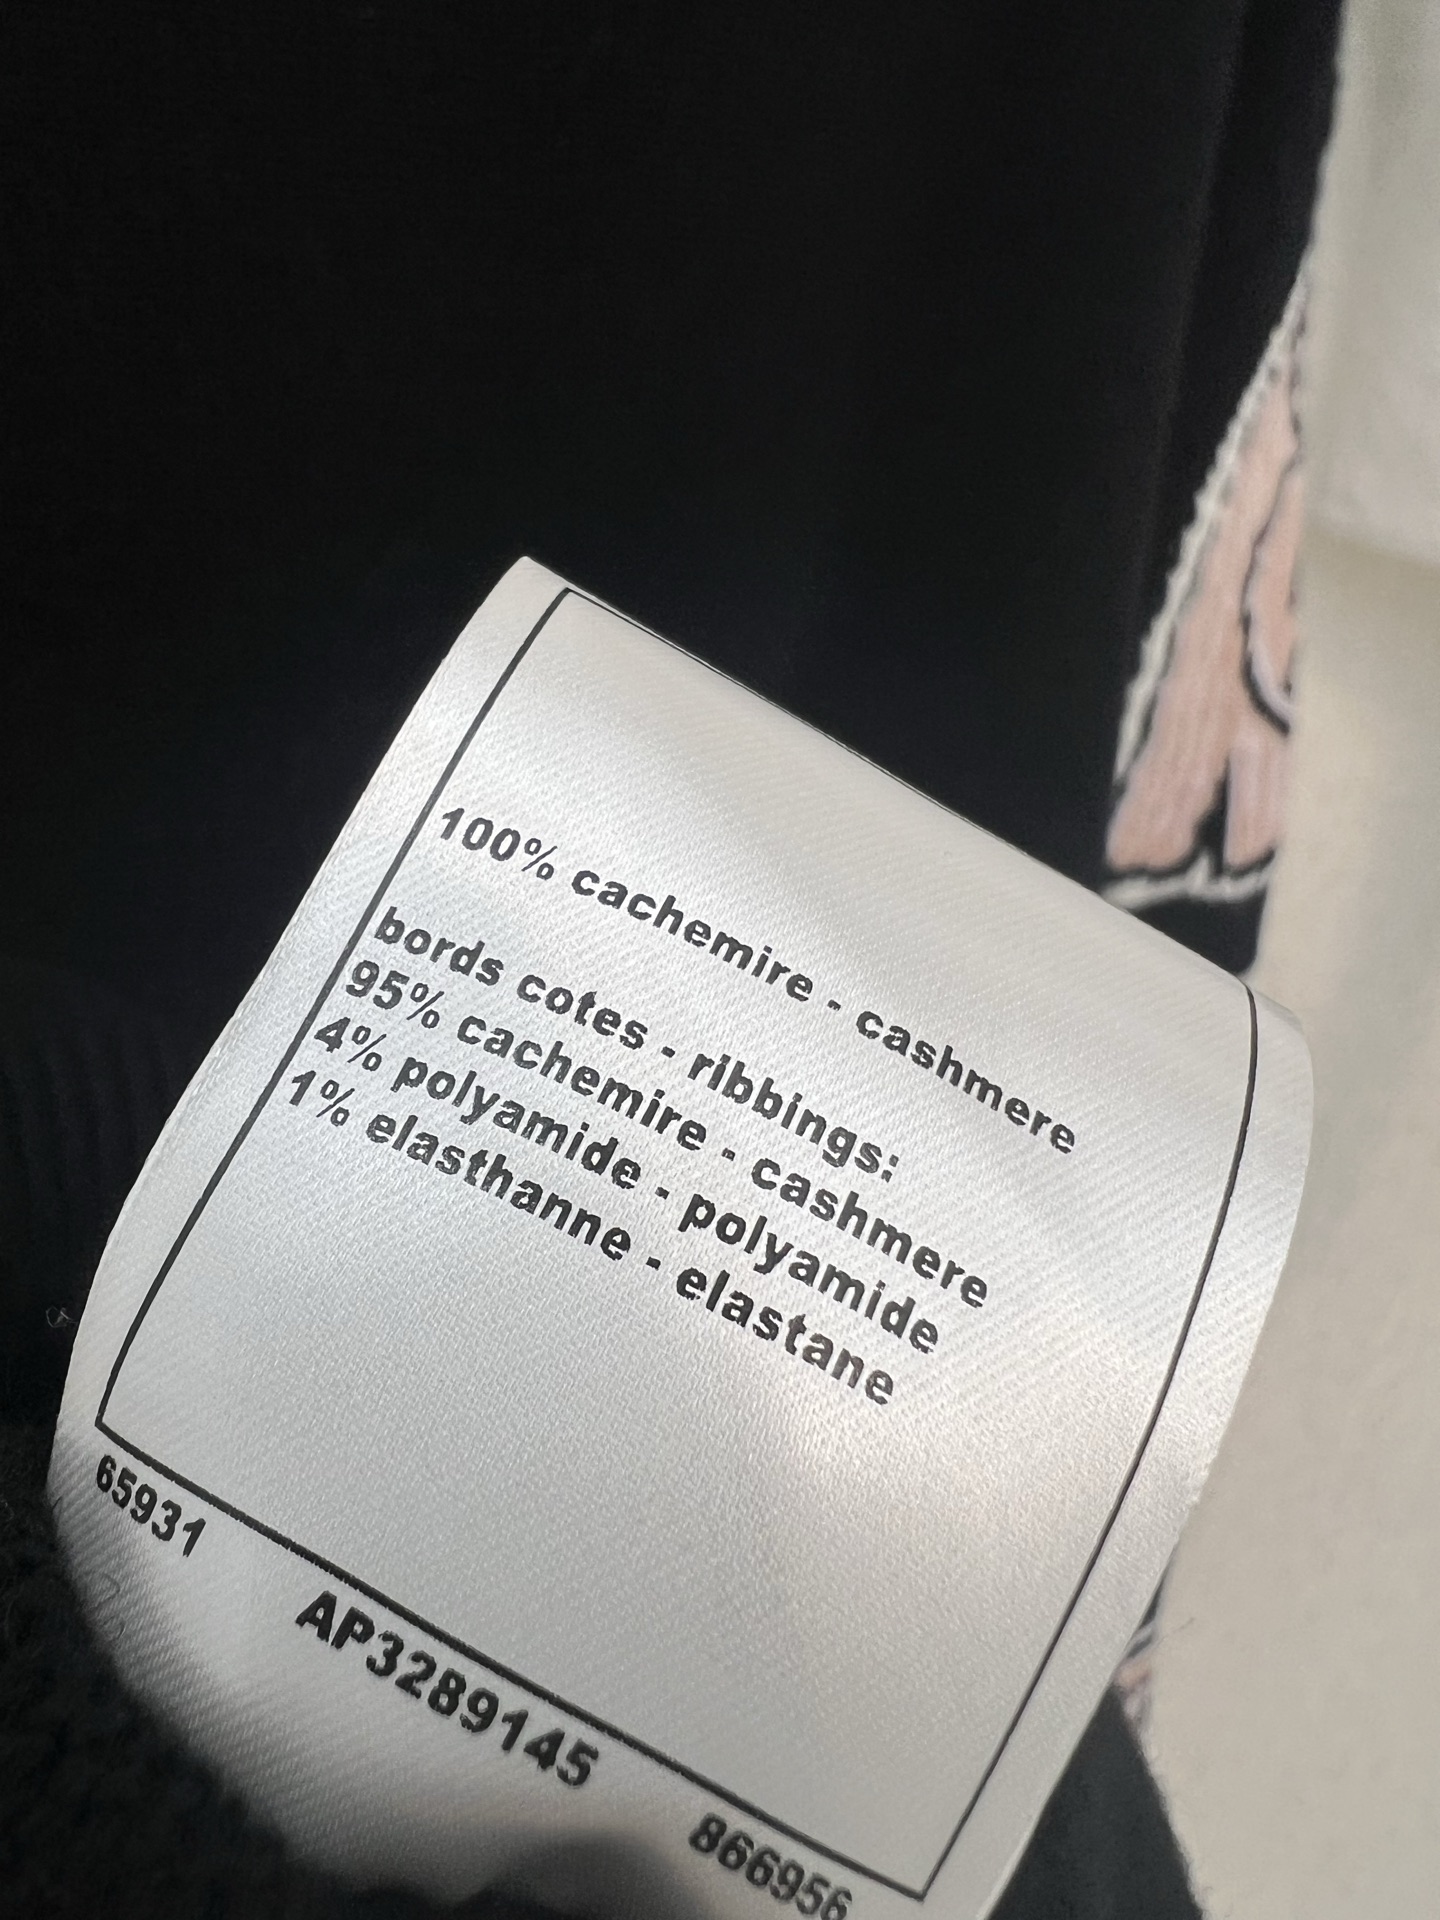 100% cachemire - cashmere
bords cotes - ribbings:
95% cachemire - cashmere
4% polyamide - polyamide
1% elasthanne - elastane
65931
AP3289145
866956